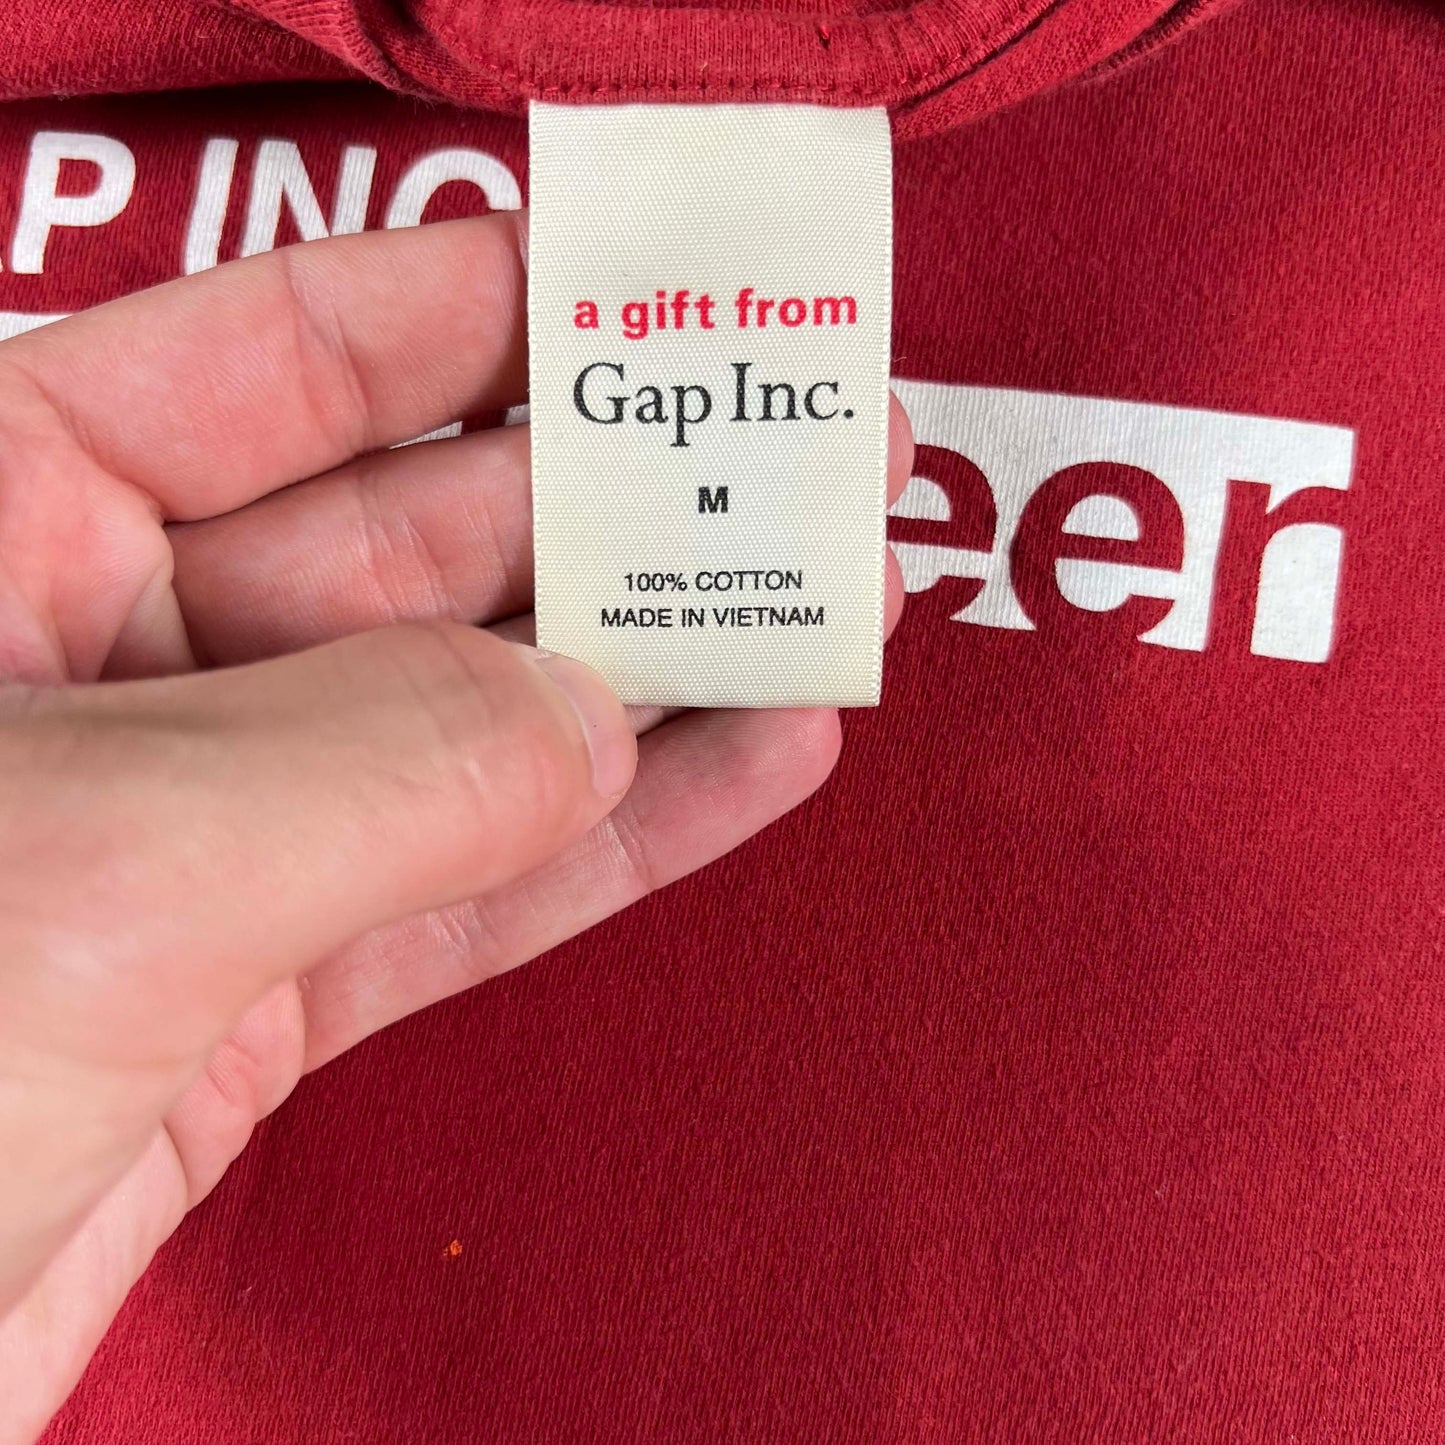 AP INC
a gift from
Gap Inc.
eer
M
100% COTTON
MADE IN VIETNAM